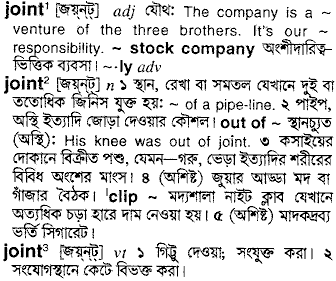 joint¹ [জয়ন্ট্] adj যৌথ: The company is a ~
venture of the three brothers. It's our ~
responsibility. ~ stock company অংশীদারিত্ব-
ভিত্তিক ব্যবসা। ~·ly adv
joint² [জয়ন্ট্] n ১ স্থান, রেখা বা সমতল যেখানে দুই বা
ততোধিক জিনিস যুক্ত হয়: ~ of a pipe-line. ২ পাইপ,
অস্থি ইত্যাদি জোড়া দেওয়ার কৌশল। out of ~ স্থানচ্যুত
(অস্থি): His knee was out of joint. ৩ কসাইয়ের
দোকানে বিক্রীত পশু, যেমন—গরু, ভেড়া ইত্যাদির শরীরের
বিবিধ অংশের মাংস। ৪ (অশিষ্ট) জুয়ার আড্ডা মদ বা
গাঁজার বৈঠক। ˈclip ~ মদ্যশালা নাইট ক্লাব যেখানে
অত্যধিক চড়া হারে দাম নেওয়া হয়। ৫ (অশিষ্ট) মাদকদ্রব্য
ভর্তি সিগারেট।
joint³ [জয়ন্ট্] vt ১ গিট্টু দেওয়া; সংযুক্ত করা। ২
সংযোগস্থানে কেটে বিভক্ত করা।